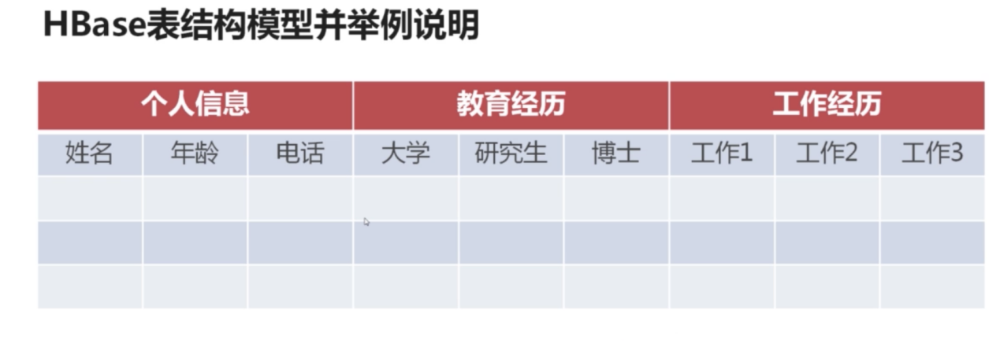 HBase表结构模型并举例说明
个人信息 教育经历 工作经历
姓名 年龄 电话 大学 研究生 博士 工作1 工作2 工作3